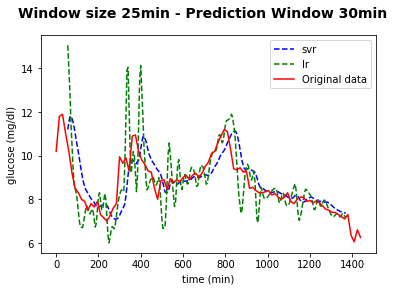 Window size 25min - Prediction Window 30min
svr
lr
Original data
glucose (mg/dl)
14
12
10
8
6
0 200 400 600 800 1000 1200 1400
time (min)